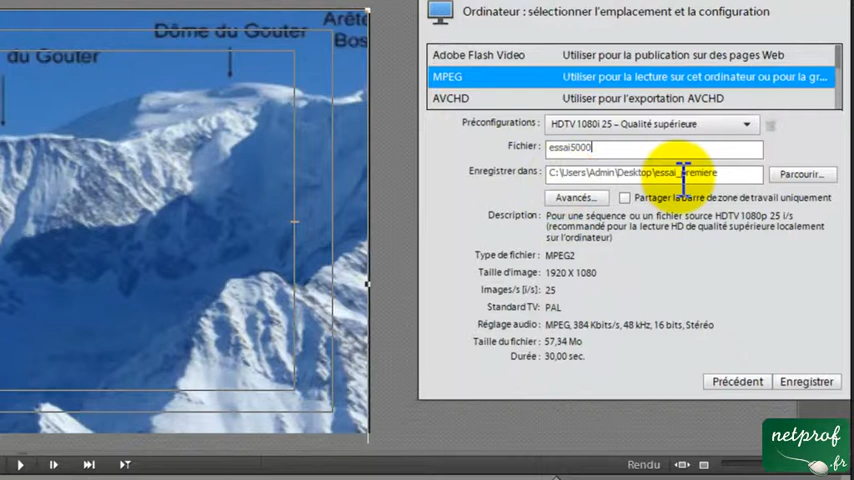 Arête
Dôme du Gouter
Bos
du Gouter
Ordinateur : sélectionner l'emplacement et la configuration
Adobe Flash Video Utiliser pour la publication sur des pages Web
MPEG Utiliser pour la lecture sur cet ordinateur ou pour la gr...
AVCHD Utiliser pour l'exportation AVCHD
Préconfigurations : HDTV 1080i 25 – Qualité supérieure
Fichier : essai5000
Enregistrer dans : C:\Users\Admin\Desktop\essai_premiere Parcourir...
Avancés... Partager la barre de zone de travail uniquement
Description : Pour une séquence ou un fichier source HDTV 1080p 25 i/s
(recommandé pour la lecture HD de qualité supérieure localement
sur l'ordinateur)
Type de fichier : MPEG2
Taille d'image : 1920 X 1080
Images/s [i/s] : 25
Standard TV : PAL
Réglage audio : MPEG, 384 Kbits/s, 48 kHz, 16 bits, Stéréo
Taille du fichier : 57,34 Mo
Durée : 30,00 sec.
Précédent Enregistrer
netprof
.fr
Rendu